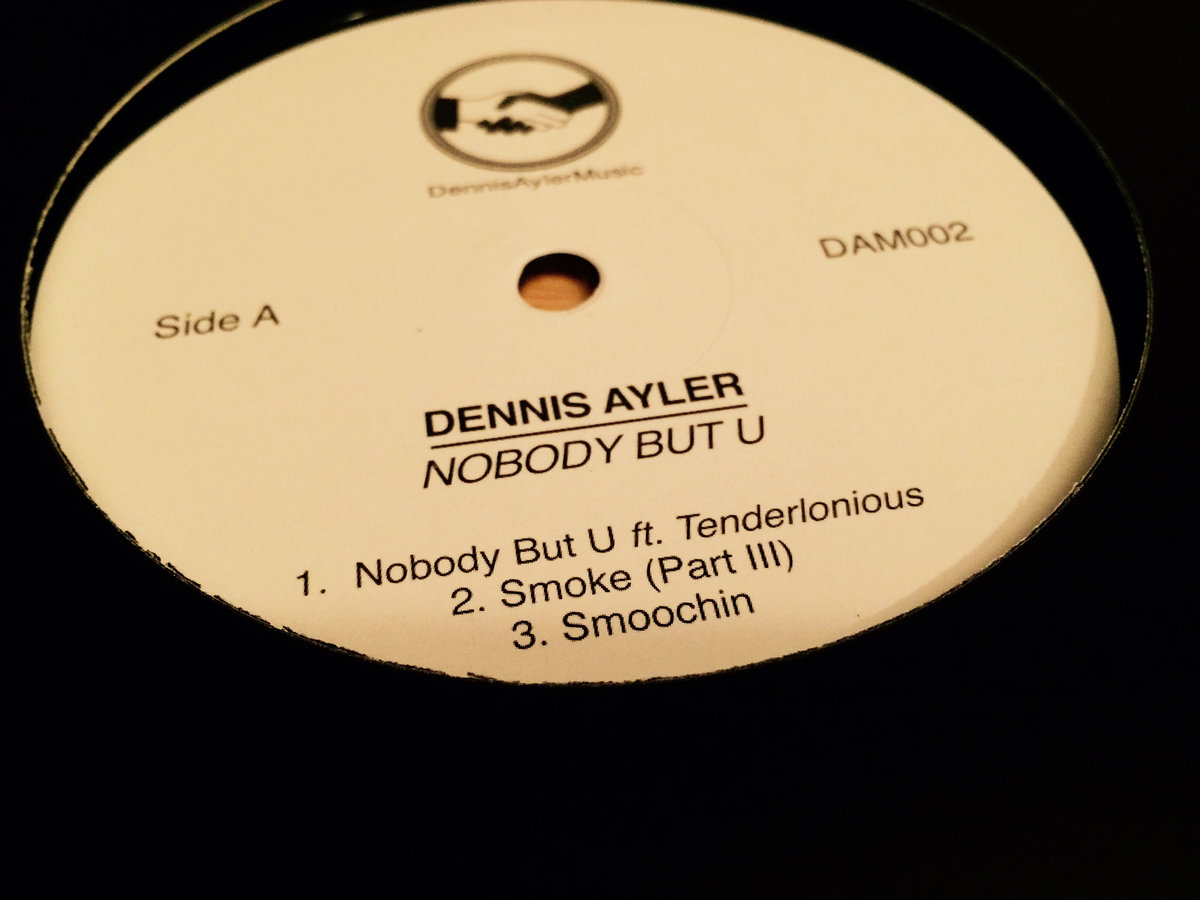 DennisAylerMusic
DAM002
Side A
DENNIS AYLER
NOBODY BUT U
1. Nobody But U ft. Tenderlonious
2. Smoke (Part III)
3. Smoochin